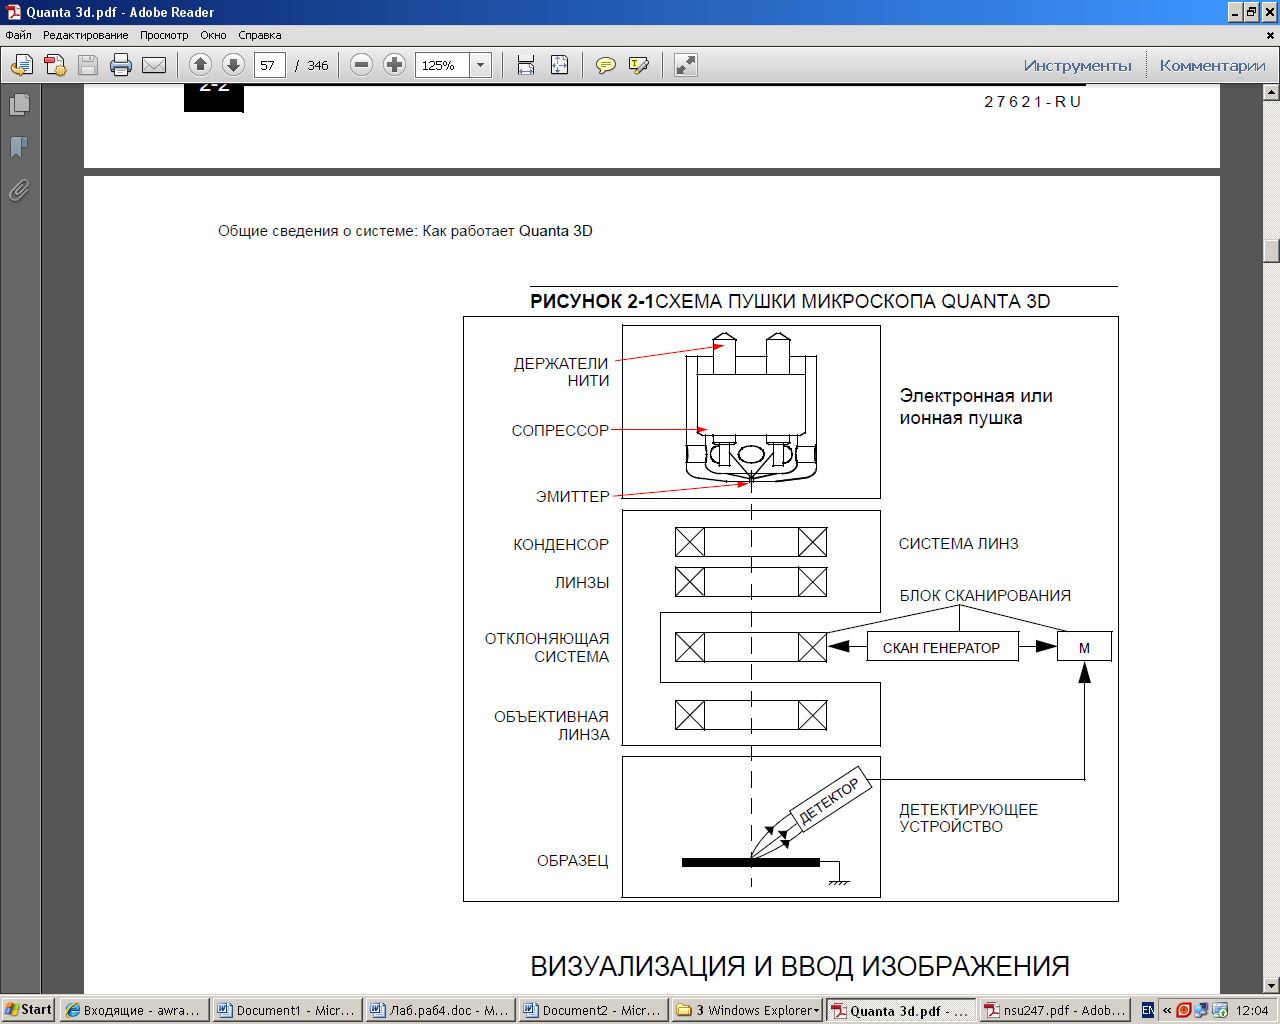 Quanta 3d.pdf - Adobe Reader
Файл Редактирование Просмотр Окно Справка
57 / 346 125% Инструменты Комментарии
2-2
27621-RU
Общие сведения о системе: Как работает Quanta 3D
РИСУНОК 2-1СХЕМА ПУШКИ МИКРОСКОПА QUANTA 3D
ДЕРЖАТЕЛИ
НИТИ
Электронная или
ионная пушка
СОПРЕССОР
ЭМИТТЕР
КОНДЕНСОР
СИСТЕМА ЛИНЗ
ЛИНЗЫ
БЛОК СКАНИРОВАНИЯ
ОТКЛОНЯЮЩАЯ
СИСТЕМА
СКАН ГЕНЕРАТОР
М
ОБЪЕКТИВНАЯ
ЛИНЗА
ДЕТЕКТОР
ДЕТЕКТИРУЮЩЕЕ
УСТРОЙСТВО
ОБРАЗЕЦ
ВИЗУАЛИЗАЦИЯ И ВВОД ИЗОБРАЖЕНИЯ
Start Входящие - awra... Document1 - Micr... Лаб.раб4.doc - М... Document2 - Micr... 3 Windows Explorer Quanta 3d.pdf - ... nsu247.pdf - Adob... EN « 12:04